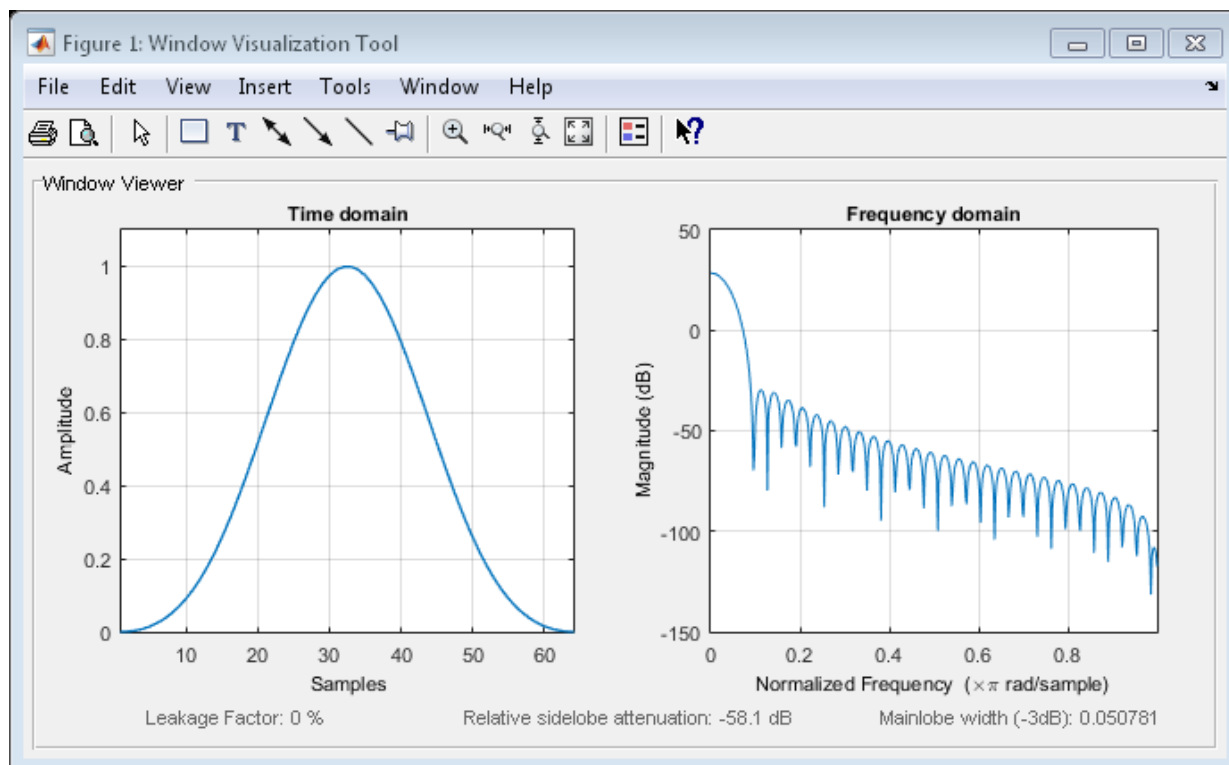 Figure 1: Window Visualization Tool
File Edit View Insert Tools Window Help
T
?
Window Viewer
Time domain
1
0.8
0.6
0.4
0.2
0
Amplitude
10 20 30 40 50 60
Samples
Frequency domain
50
0
-50
-100
-150
Magnitude (dB)
0 0.2 0.4 0.6 0.8
Normalized Frequency (×π rad/sample)
Leakage Factor: 0 % Relative sidelobe attenuation: -58.1 dB Mainlobe width (-3dB): 0.050781